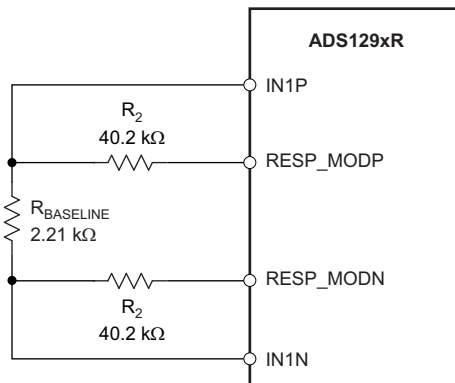 ADS129xR
IN1P
R2
40.2 kΩ
RESP_MODP
RBASELINE
2.21 kΩ
RESP_MODN
R2
40.2 kΩ
IN1N